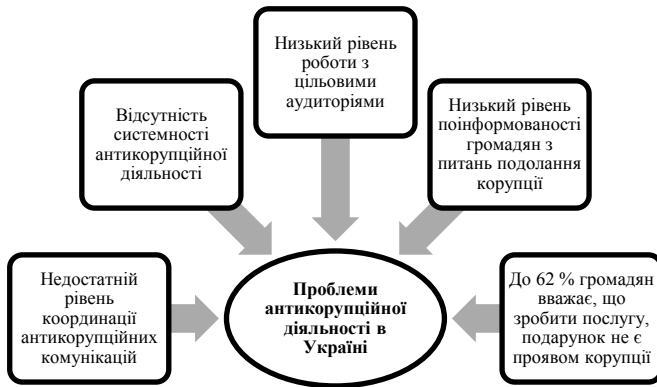 Низький рівень
роботи з
цільовими
аудиторіями
Відсутність
системності
антикорупційної
діяльності
Низький рівень
поінформованості
громадян з
питань подолання
корупції
Недостатній
рівень
координації
антикорупційних
комунікацій
Проблеми
антикорупційної
діяльності в
Україні
До 62 % громадян
вважає, що
зробити послугу,
подарунок не є
проявом корупції